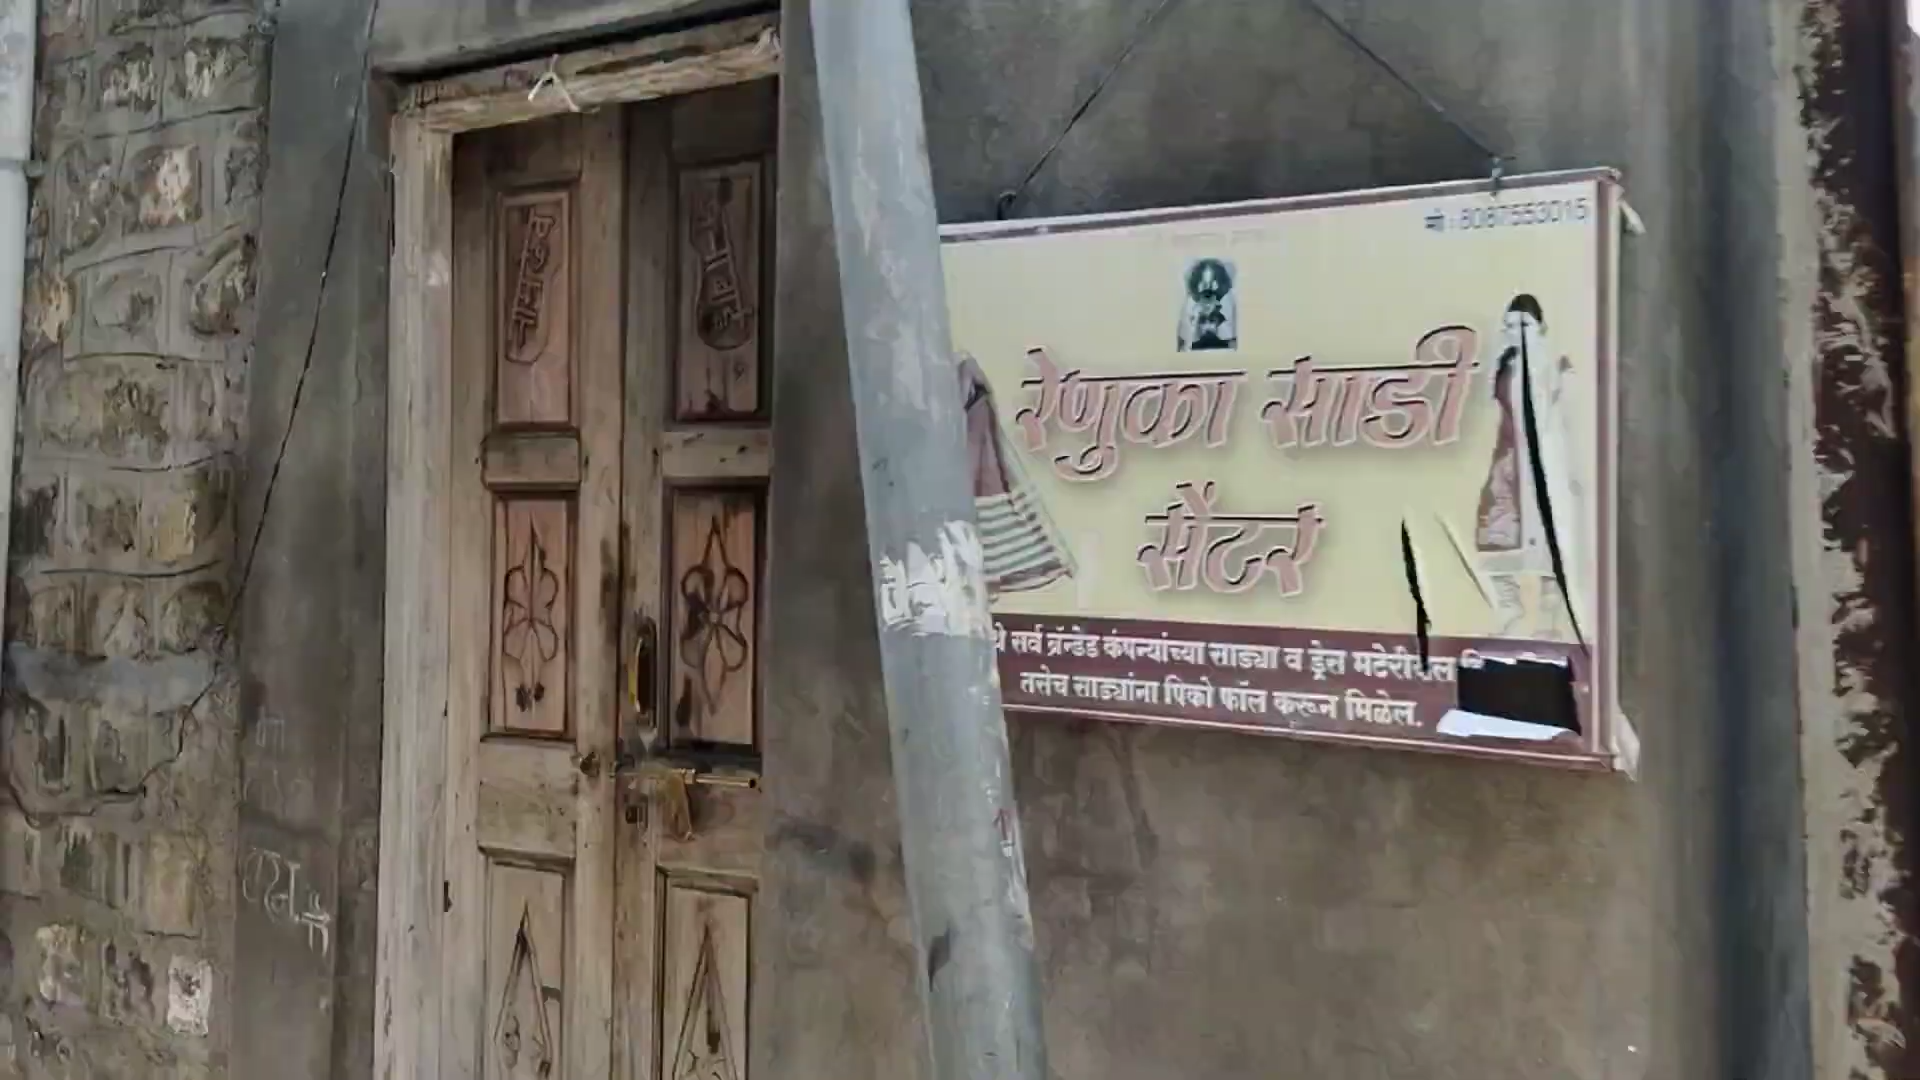 मो : 8087553015
रेणुका साडी
सेंटर
थे सर्व ब्रॅन्डेड कंपन्यांच्या साड्या व ड्रेस मटेरीयल
तसेच साड्यांना पिको फॉल करून मिळेल.